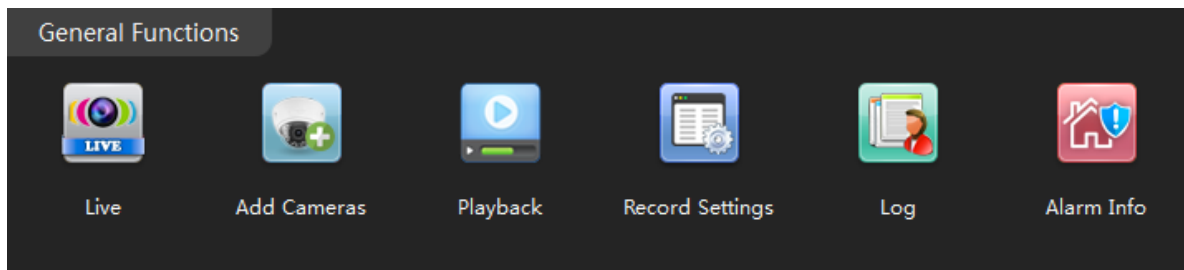 General Functions
LIVE
Live Add Cameras Playback Record Settings Log Alarm Info